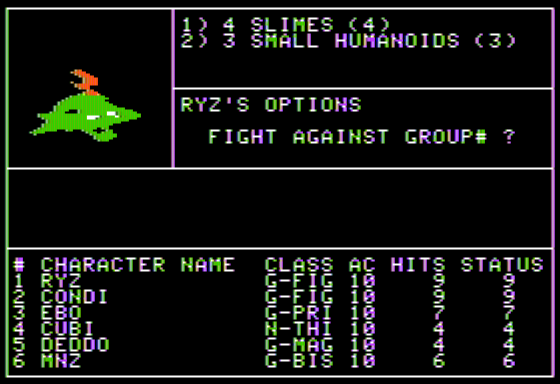 1) 4 SLIMES (4)
2) 3 SMALL HUMANOIDS (3)
RYZ'S OPTIONS
FIGHT AGAINST GROUP# ?
# CHARACTER NAME CLASS AC HITS STATUS
1 RYZ G-FIG 10 9 9
2 CONDI G-FIG 10 9 9
3 EBO G-PRI 10 7 7
4 CUBI N-THI 10 4 4
5 DEDDO G-MAG 10 4 4
6 MNZ G-BIS 10 6 6